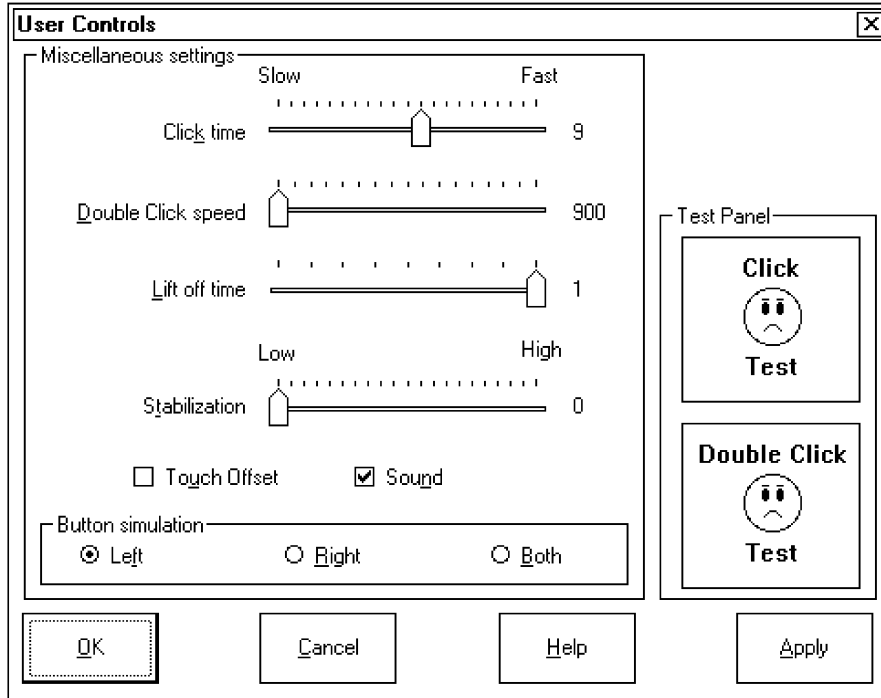 User Controls
Miscellaneous settings
Slow Fast
Click time 9
Double Click speed 900
Lift off time 1
Low High
Stabilization 0
Touch Offset Sound
Button simulation
Left Right Both
Test Panel
Click
Test
Double Click
Test
OK Cancel Help Apply